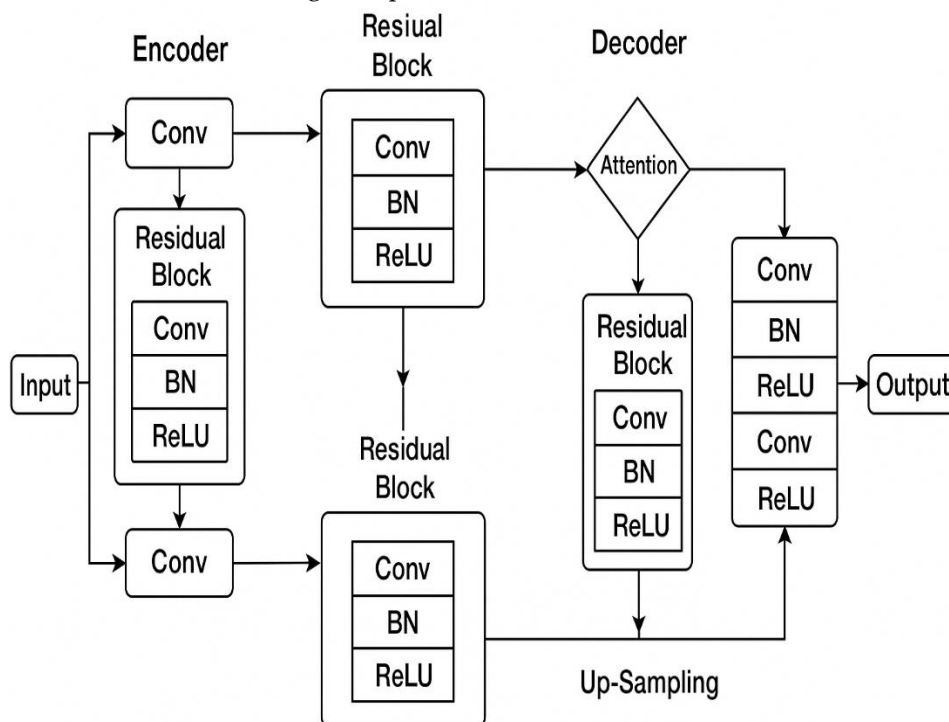 Encoder
Resiual
Block
Decoder
Conv
Conv
BN
ReLU
Attention
Residual
Block
Conv
BN
ReLU
Input
Conv
Residual
Block
Conv
BN
ReLU
Residual
Block
Conv
BN
ReLU
Conv
BN
ReLU
Conv
ReLU
Output
Up-Sampling